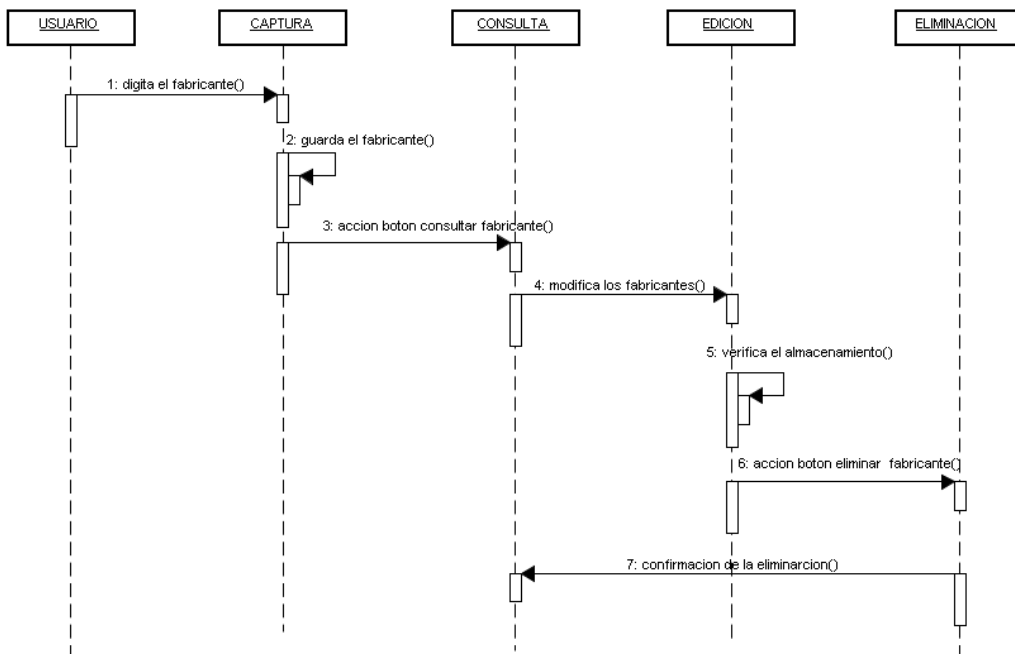 USUARIO
CAPTURA
CONSULTA
EDICION
ELIMINACION
1: digita el fabricante()
2: guarda el fabricante()
3: accion boton consultar fabricante()
4: modifica los fabricantes()
5: verifica el almacenamiento()
6: accion boton eliminar fabricante()
7: confirmacion de la eliminarcion()